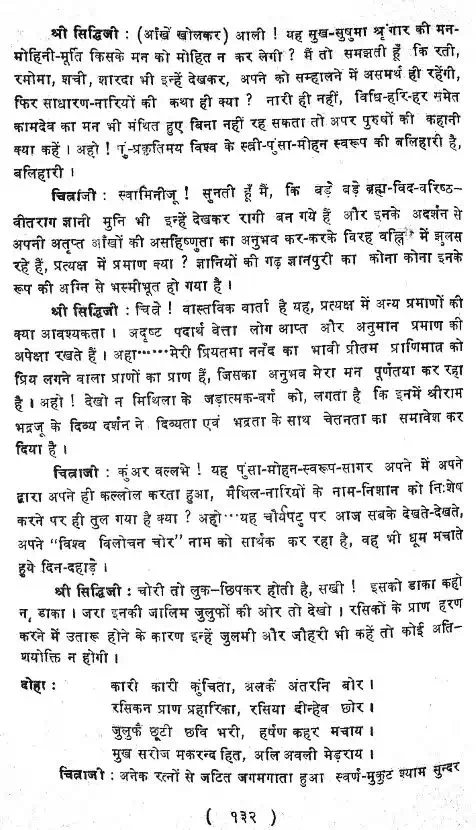 श्री सिद्धिजी : (आँखें खोलकर) आली ! यह मुख-सुषुमा श्रृंगार की मन-
मोहिनी-मूर्ति किसके मन को मोहित न कर लेगी ? मैं तो समझती हूँ कि रती,
रमोमा, शची, शारदा भी इन्हें देखकर, अपने को सम्हालने में असमर्थ ही रहेंगी,
फिर साधारण-नारियों की कथा ही क्या ? नारी ही नहीं, विधि-हरि-हर समेत
कामदेव का मन भी मंथित हुए बिना नहीं रह सकता तो अपर पुरुषों की कहानी
क्या कहें । अहो ! पुं-प्रकृतिमय विश्व के स्त्री-पुंसा-मोहन स्वरूप की बलिहारी है,
बलिहारी ।
चित्राजी : स्वामिनीजू ! सुनती हूँ मैं, कि बड़े बड़े ब्रह्म-विद-वरिष्ठ-
वीतराग ज्ञानी मुनि भी इन्हें देखकर रागी बन गये हैं और इनके अदर्शन से
अपनी अतृप्त आंखों की असहिष्णुता का अनुभव कर-करके विरह वह्नि में झुलस
रहे हैं, प्रत्यक्ष में प्रमाण क्या ? ज्ञानियों की गढ़ ज्ञानपुरी का कोना कोना इनके
रूप की अग्नि से भस्मीभूत हो गया है ।
श्री सिद्धिजी : चित्रे ! वास्तविक वार्ता है यह, प्रत्यक्ष में अन्य प्रमाणों की
क्या आवश्यकता । अदृष्ट पदार्थ वेत्ता लोग आप्त और अनुमान प्रमाण की
अपेक्षा रखते हैं । अहा······मेरी प्रियतमा ननँद का भावी प्रीतम प्राणिमात्र को
प्रिय लगने वाला प्राणों का प्राण हैं, जिसका अनुभव मेरा मन पूर्णतया कर रहा
है । अहो ! देखो न मिथिला के जड़ात्मक-वर्ग को, लगता है कि इनमें श्रीराम
भद्रजू के दिव्य दर्शन ने दिव्यता एवं भद्रता के साथ चेतनता का समावेश कर
दिया है ।
चित्राजी : कुंअर वल्लभे ! यह पुंसा-मोहन-स्वरूप-सागर अपने में अपने
द्वारा अपने ही कल्लोल करता हुआ, मैथिल-नारियों के नाम-निशान को निःशेष
करने पर ही तुल गया है क्या ? अहो···यह चौर्यपटु पर आज सबके देखते-देखते,
अपने “विश्व विलोचन चोर” नाम को सार्थक कर रहा है, वह भी धूम मचाते
हुये दिन-दहाड़े ।
श्री सिद्धिजी : चोरी तो लुक-छिपकर होती है, सखी ! इसको डाका कहो
न, डाका । जरा इनकी जालिम जुलुफों की ओर तो देखो । रसिकों के प्राण हरण
करने में उतारू होने के कारण इन्हें जुलमी और जौहरी भी कहें तो कोई अति-
शयोक्ति न होगी ।
दोहा : कारी कारी कुंचिता, अलकैं अंतरनि बोर ।
रसिकन प्राण प्रहारिका, रसिया दीन्हेव छोर ।
जुलुफैं छूटी छवि भरी, हर्षण कहर मचाय ।
मुख सरोज मकरन्द हित, अलि अवली मेड़राय ।
चित्राजी : अनेक रत्नों से जटित जगमगाता हुआ स्वर्ण-मुकुट श्याम सुन्दर
( १३२ )